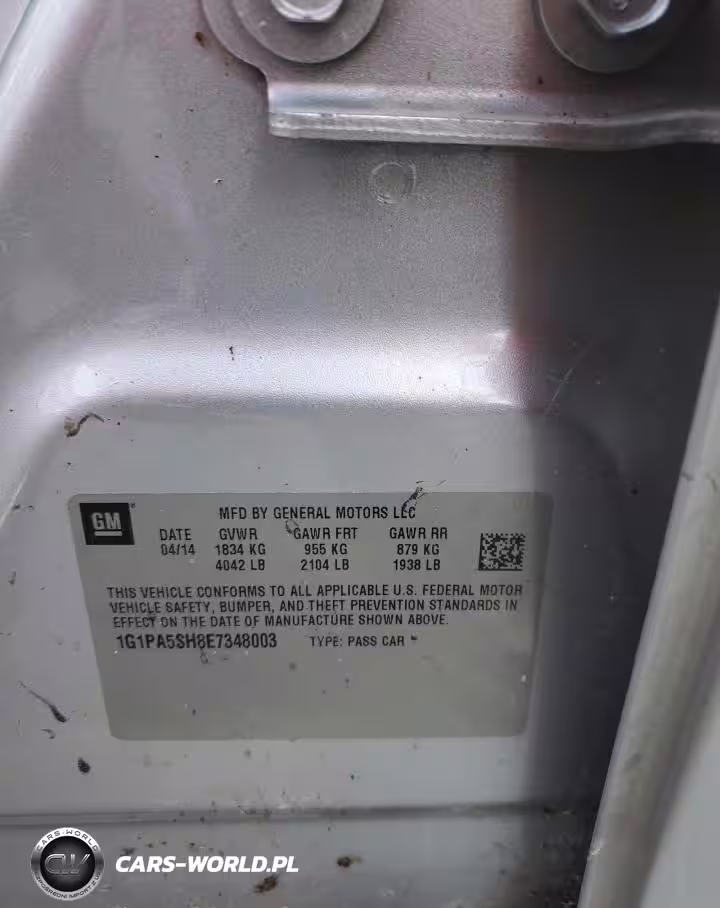 GM
MFD BY GENERAL MOTORS LLC
DATE GVWR GAWR FRT GAWR RR
04/14 1834 KG 955 KG 879 KG
4042 LB 2104 LB 1938 LB
THIS VEHICLE CONFORMS TO ALL APPLICABLE U.S. FEDERAL MOTOR
VEHICLE SAFETY, BUMPER, AND THEFT PREVENTION STANDARDS IN
EFFECT ON THE DATE OF MANUFACTURE SHOWN ABOVE.
1G1PA5SH8E7348003 TYPE: PASS CAR
CARS-WORLD
CW
CARS-WORLD.PL